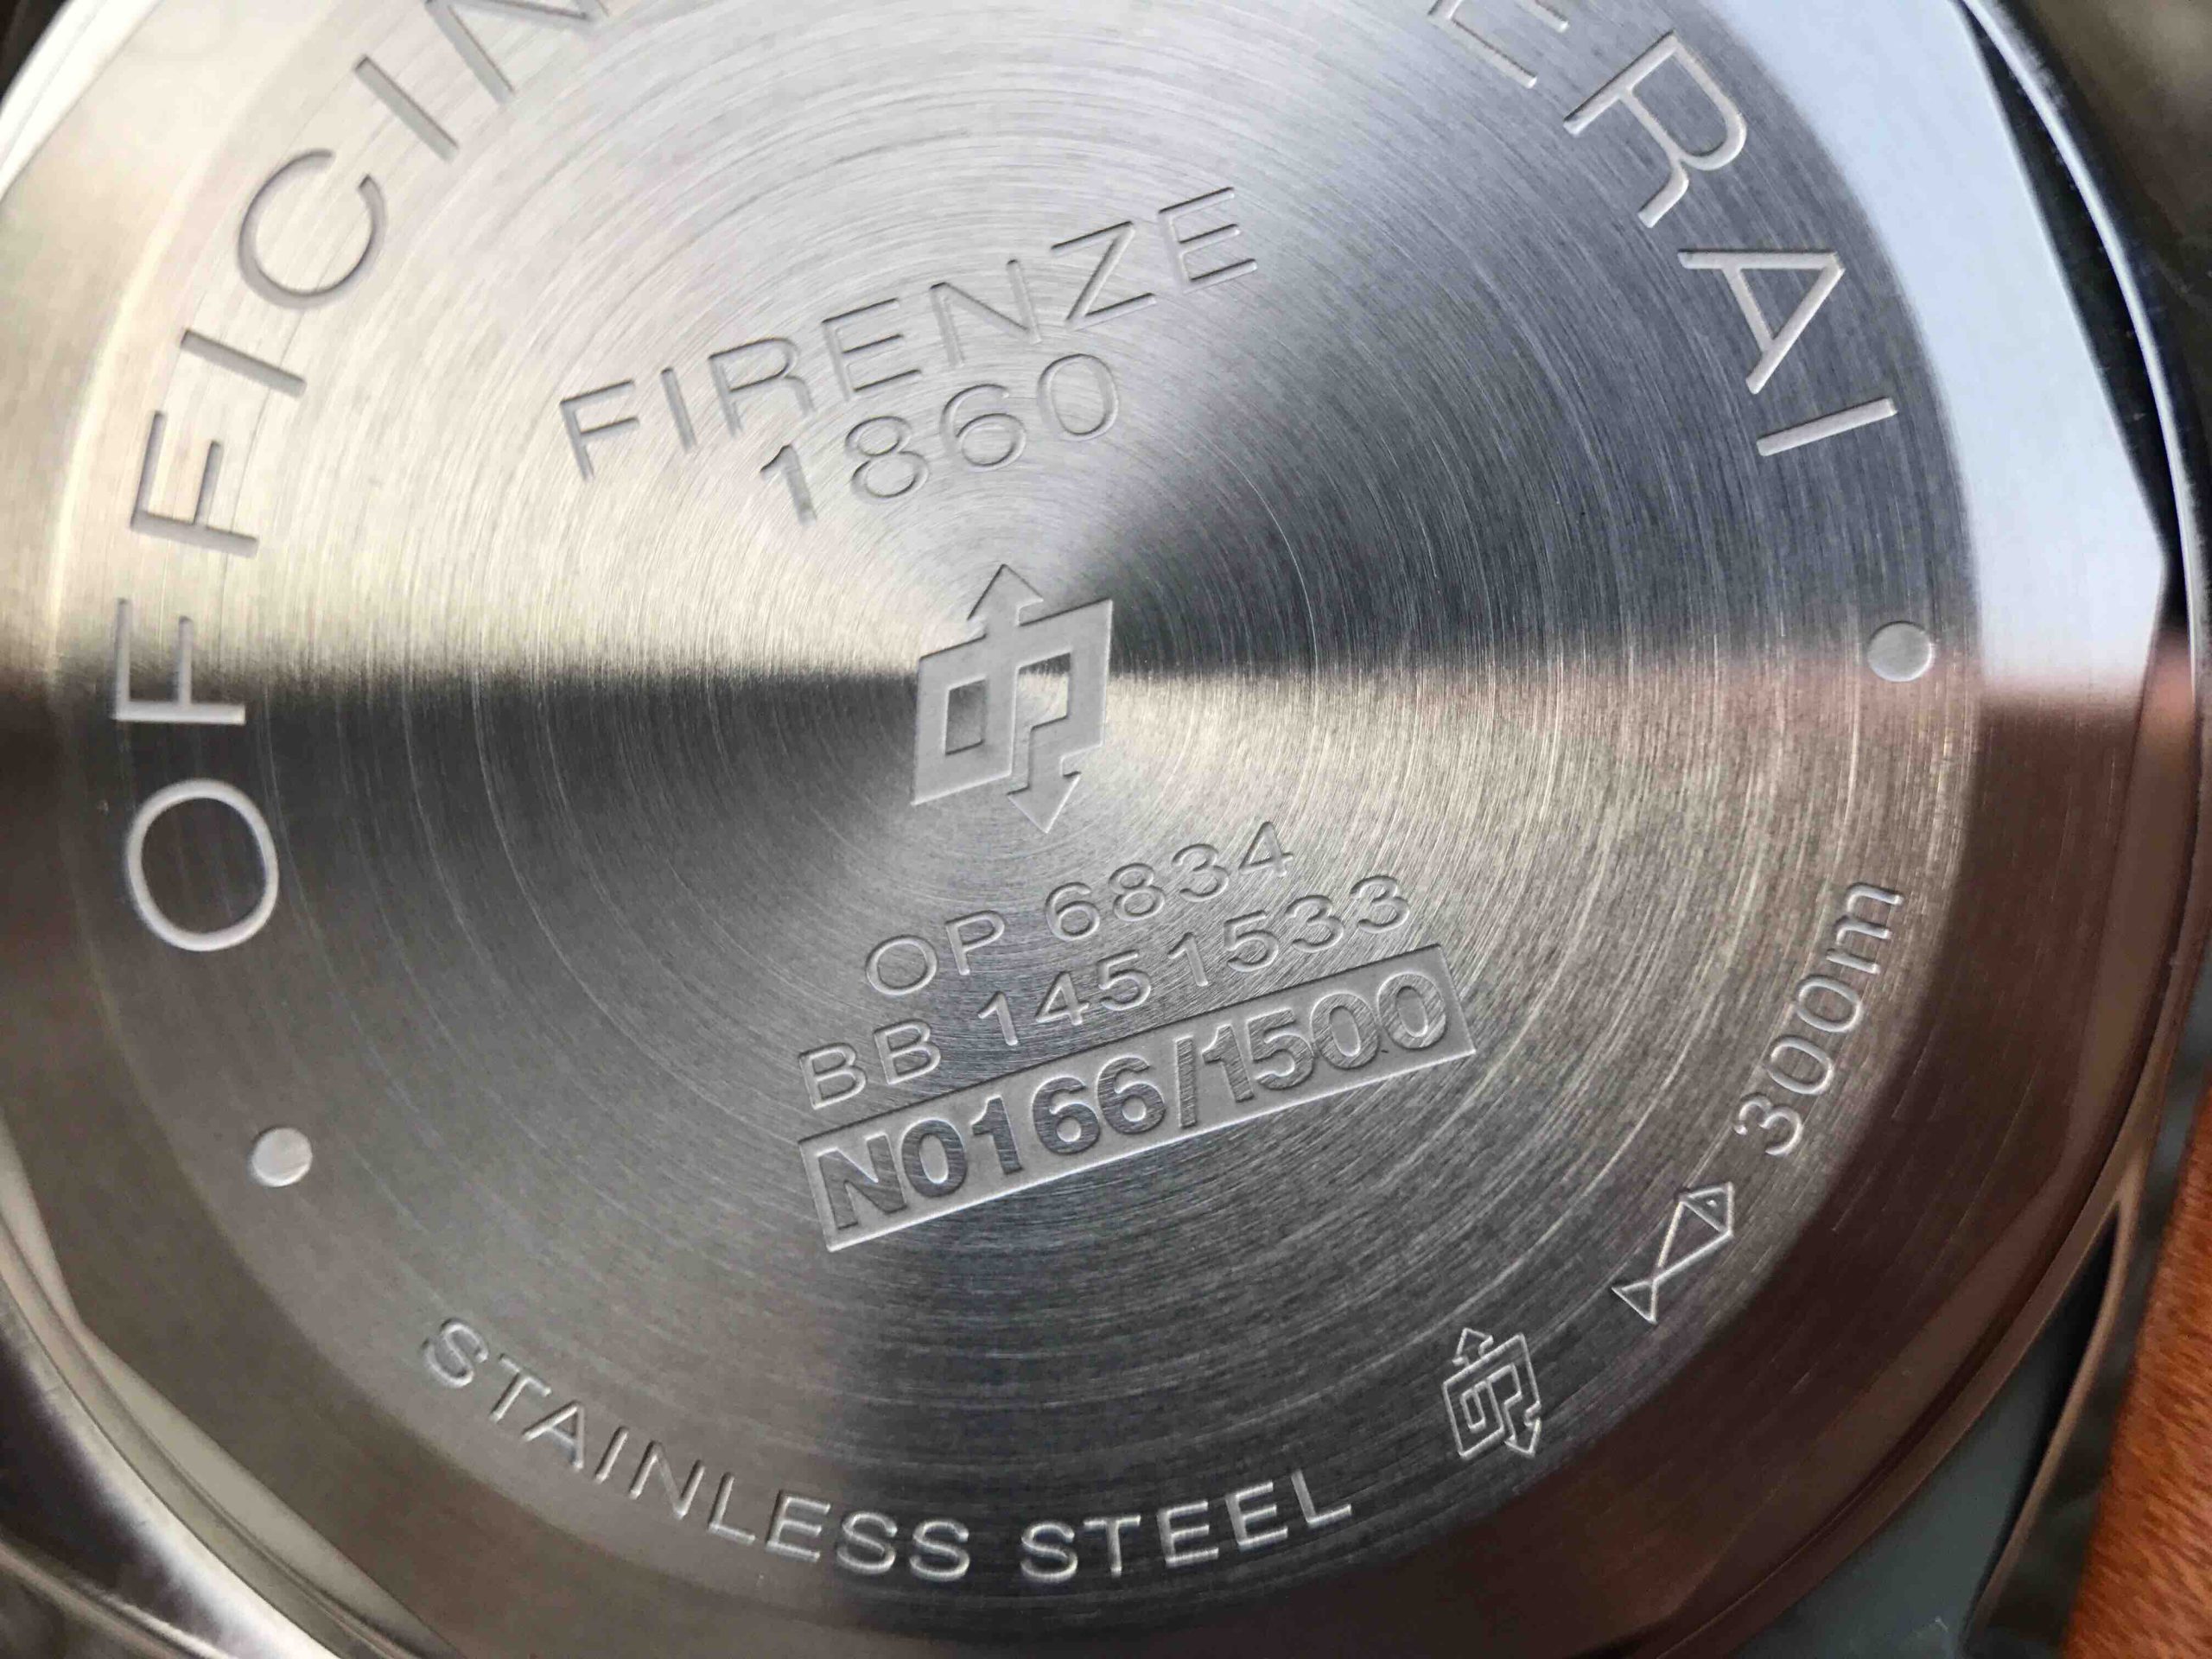 OFFICIN
ERAI
FIRENZE
1860
OP 6834
BB 1451533
N0166/1500
300m
STAINLESS STEEL